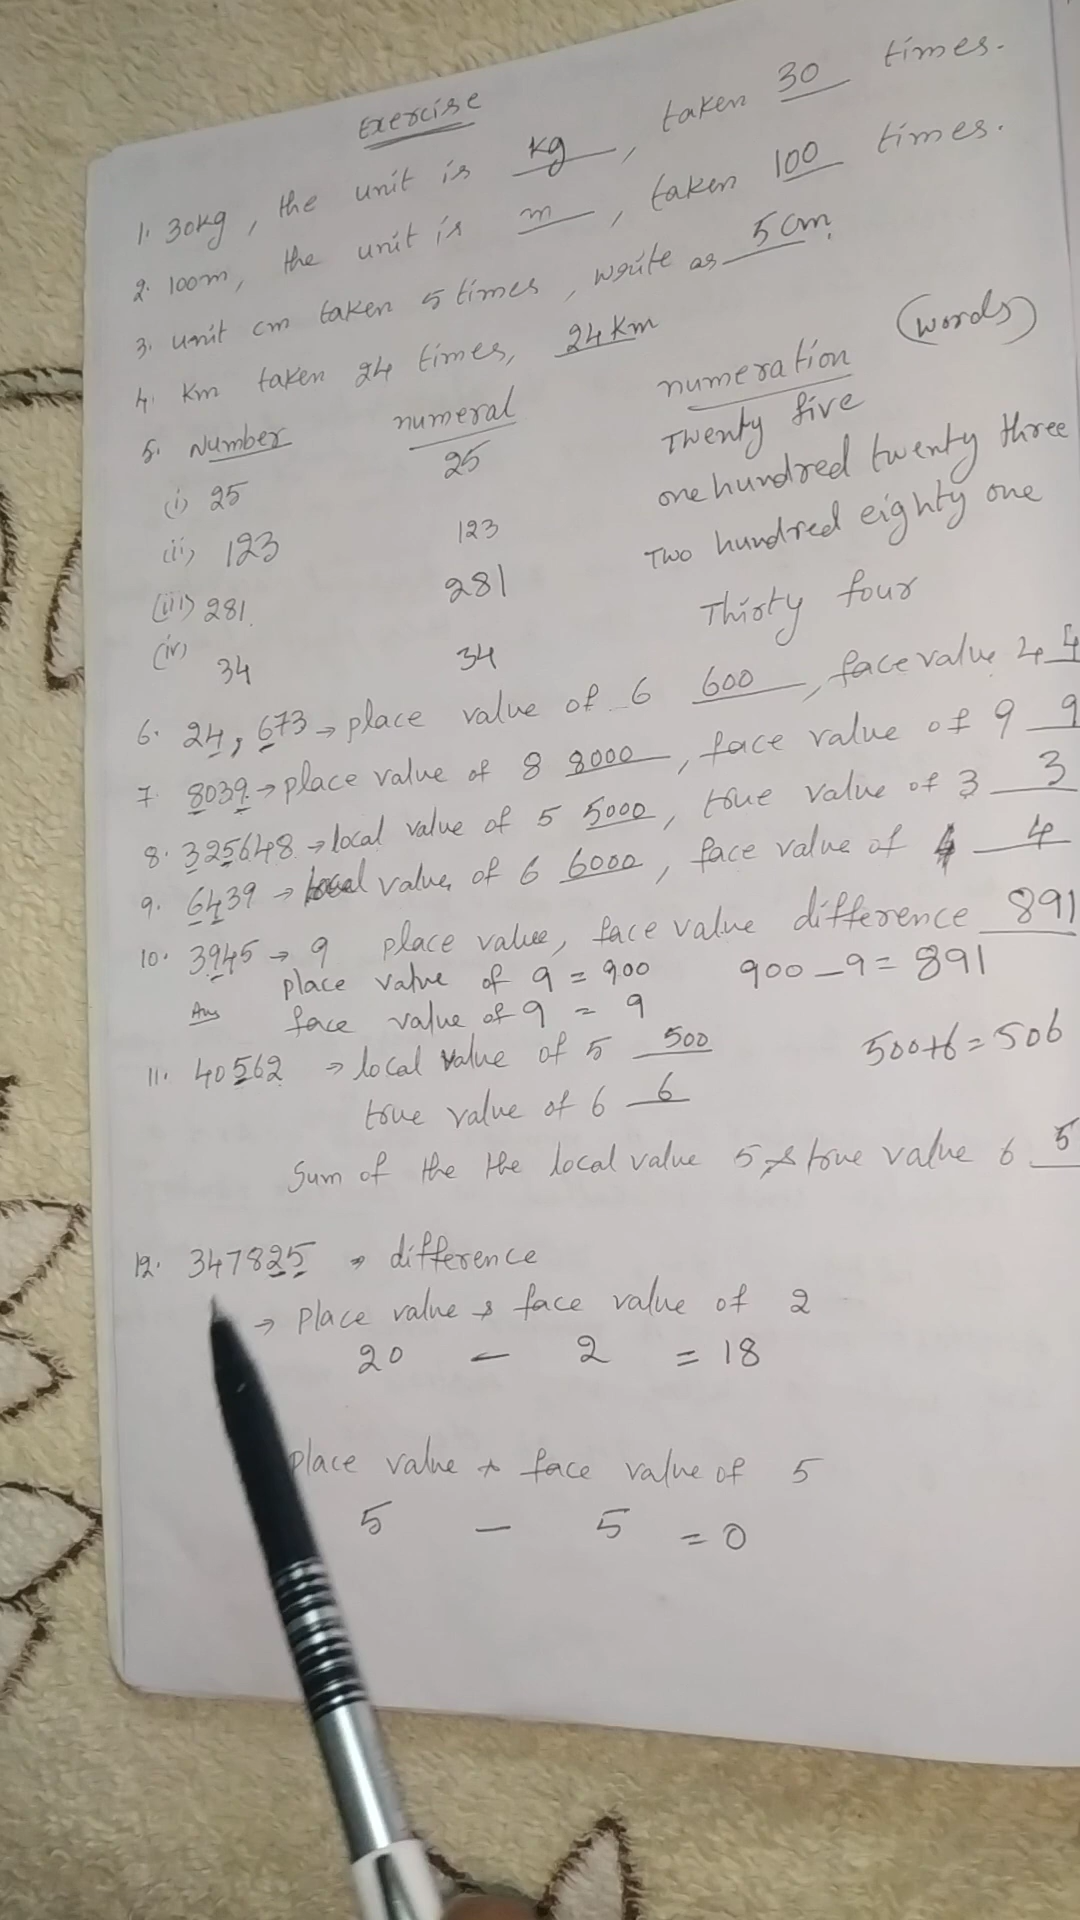 Exercise
1. 30kg, the unit is kg, taken 30 times.
2. 100m, the unit is m, taken 100 times.
3. unit cm taken 5 times, write as 5 cm.
4. Km taken 24 times, 24 km
5. Number numeral numeration (words)
(i) 25 25 Twenty five
(ii) 123 123 one hundred twenty three
(iii) 281. 281 Two hundred eighty one
(iv) 34 34 Thirty four
6. 24,673 → place value of 6 600, face value 4 4
7. 8039 → place value of 8 8000, face value of 9 9
8. 325648 → local value of 5 5000, true value of 3 3
9. 6439 → local value of 6 6000, face value of 4 4
10. 3945 → 9 place value, face value difference 891
place value of 9 = 900 900 - 9 = 891
Ans face value of 9 = 9
11. 40562 → local value of 5 500 500+6 = 506
true value of 6 6
Sum of the the local value 5 & true value 6 5
12. 347825 → difference
→ Place value & face value of 2
20 - 2 = 18
place value & face value of 5
5 - 5 = 0